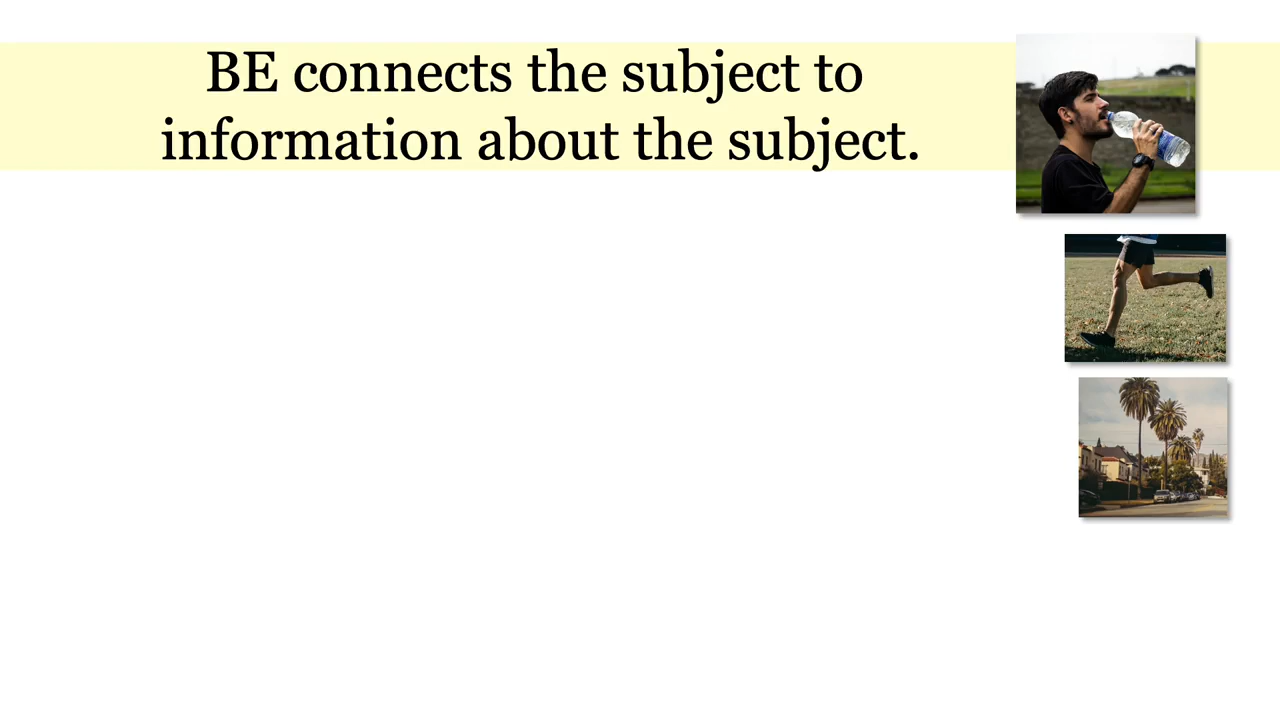 BE connects the subject to
information about the subject.